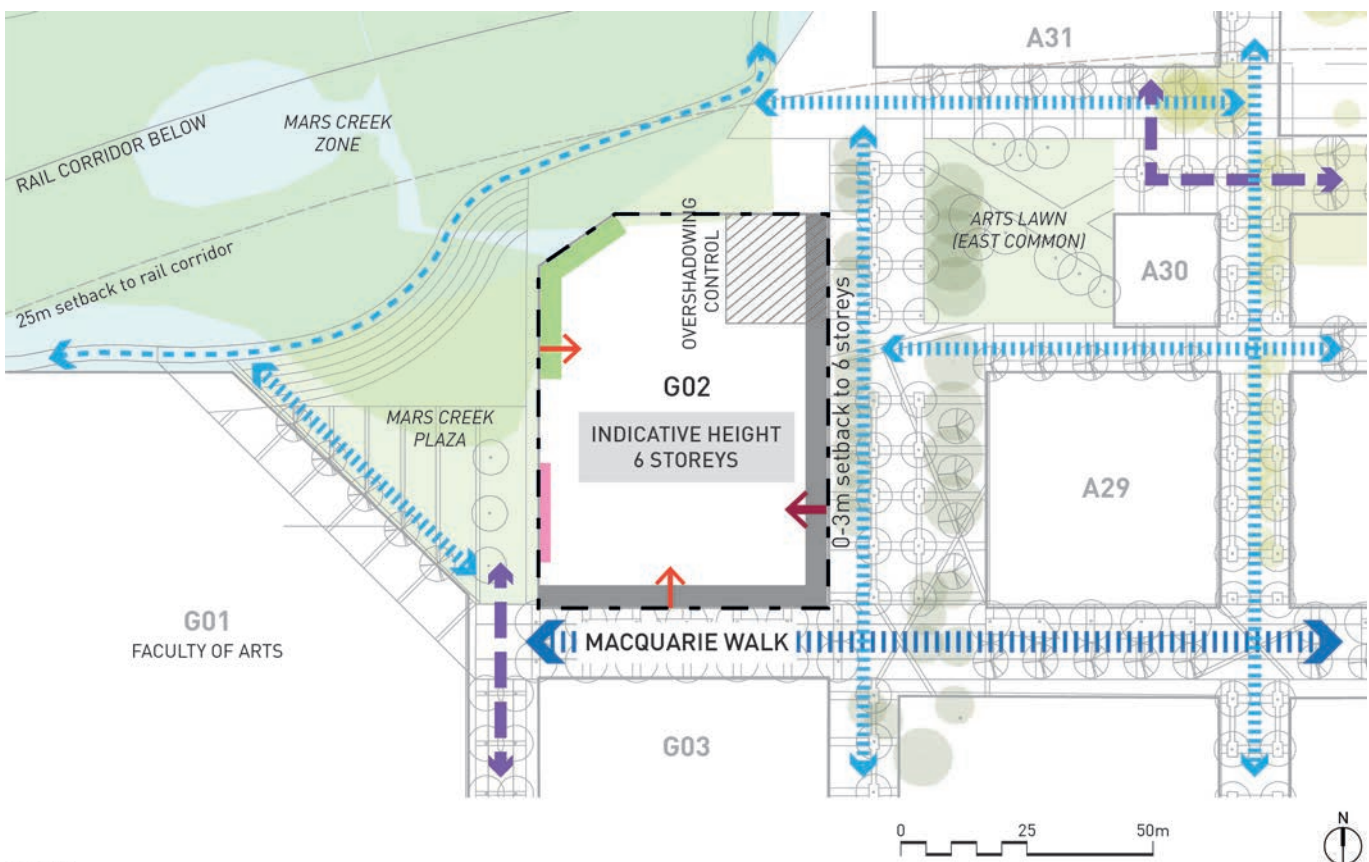 A31
MARS CREEK
ZONE
RAIL CORRIDOR BELOW
25m setback to rail corridor
OVERSHADOWING
CONTROL
ARTS LAWN
(EAST COMMON)
A30
0-3m setback to 6 storeys
G02
INDICATIVE HEIGHT
6 STOREYS
MARS CREEK
PLAZA
A29
G01
FACULTY OF ARTS
MACQUARIE WALK
G03
0 25 50m
N